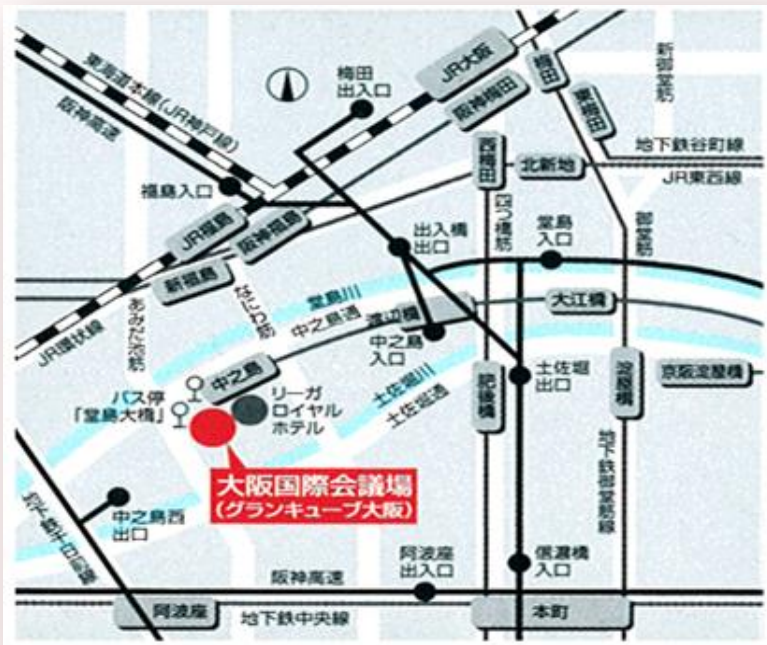 JR大阪
梅田
新御堂筋
梅田
出入口
阪神梅田
東梅田
東海道本線(JR神戸線)
阪神高速
西梅田
北新地
地下鉄谷町線
JR東西線
福島入口
JR福島
阪神福島
四つ橋筋
出入橋
出口
堂島
入口
御堂筋
新福島
あみだ池筋
なにわ筋
堂島川
中之島通
渡辺橋
大江橋
JR環状線
中之島
入口
中之島
土佐堀
出口
肥後橋
淀屋橋
京阪淀屋橋
バス停
「堂島大橋」
リーガ
ロイヤル
ホテル
土佐堀川
土佐堀通
大阪国際会議場
(グランキューブ大阪)
地下鉄御堂筋線
中之島西
出口
阿波座
出入口
信濃橋
入口
阪神高速
阿波座
地下鉄中央線
本町